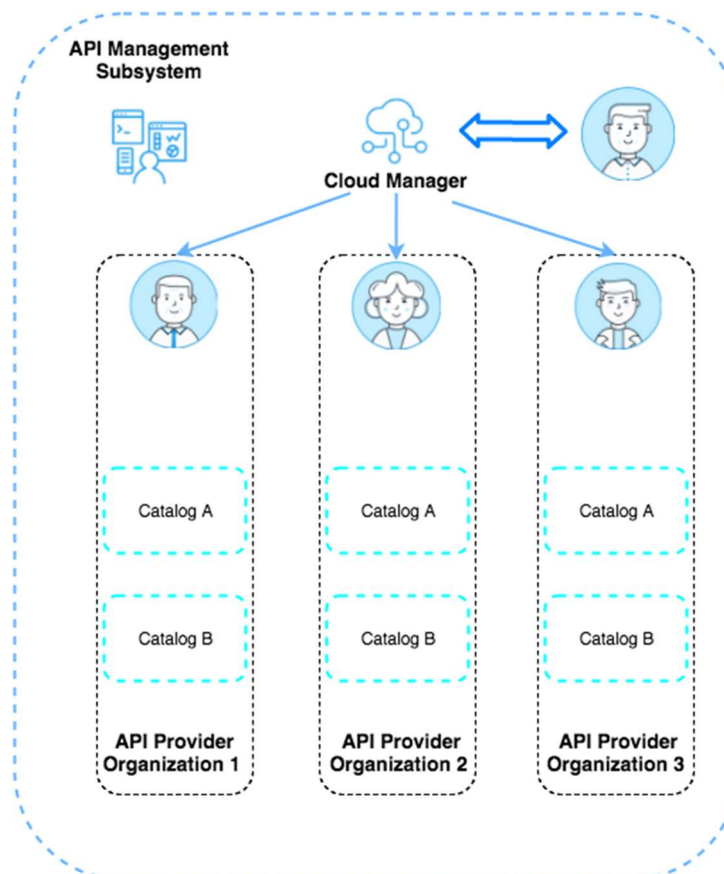 API Management
Subsystem
Cloud Manager
Catalog A
Catalog A
Catalog A
Catalog B
Catalog B
Catalog B
API Provider
Organization 1
API Provider
Organization 2
API Provider
Organization 3